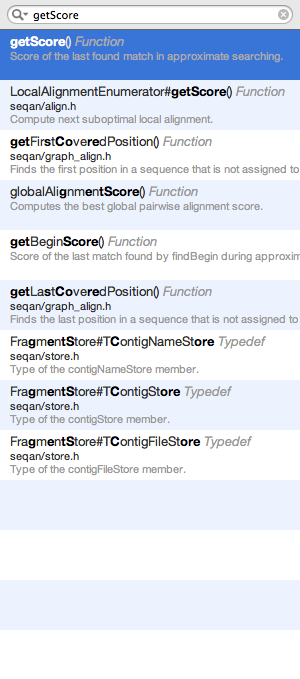 getScore
getScore() Function
Score of the last found match in approximate searching.
LocalAlignmentEnumerator#getScore() Function
seqan/align.h
Compute next suboptimal local alignment.
getFirstCoveredPosition() Function
seqan/graph_align.h
Finds the first position in a sequence that is not assigned to
globalAlignmentScore() Function
Computes the best global pairwise alignment score.
getBeginScore() Function
Score of the last match found by findBegin during approxim
getLastCoveredPosition() Function
seqan/graph_align.h
Finds the last position in a sequence that is not assigned to
FragmentStore#TContigNameStore Typedef
seqan/store.h
Type of the contigNameStore member.
FragmentStore#TContigStore Typedef
seqan/store.h
Type of the contigStore member.
FragmentStore#TContigFileStore Typedef
seqan/store.h
Type of the contigFileStore member.